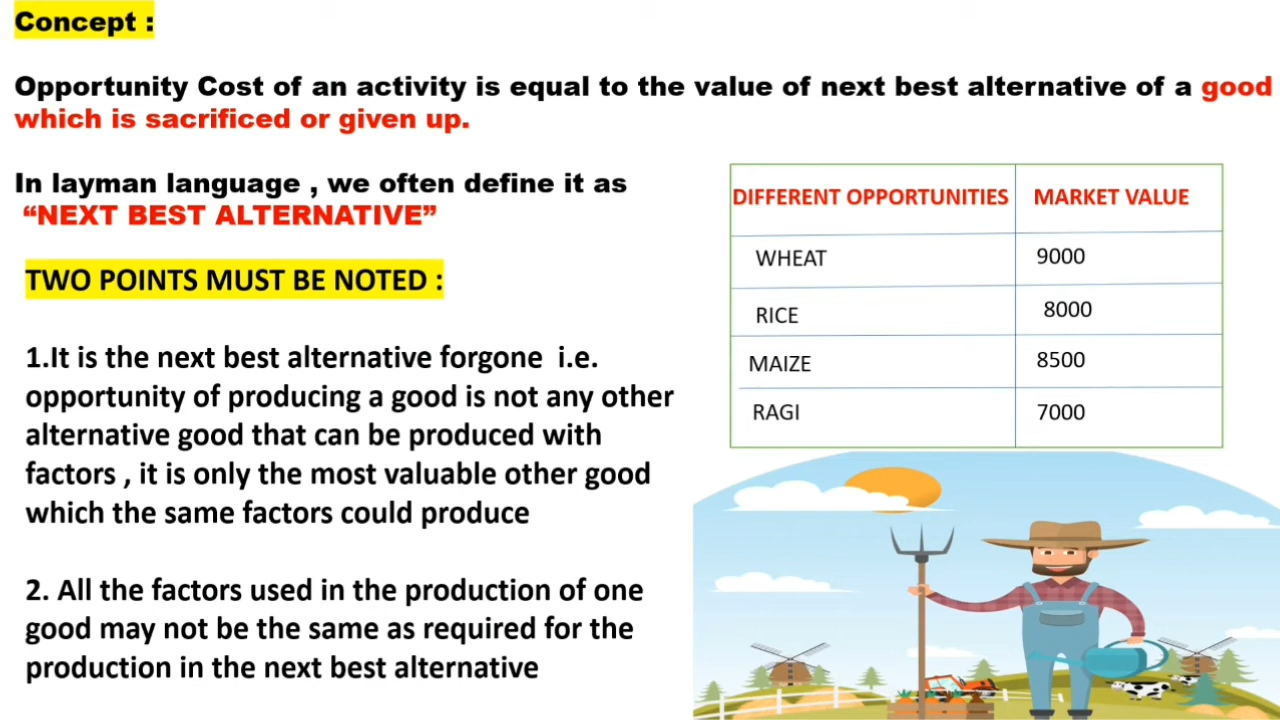 Concept :
Opportunity Cost of an activity is equal to the value of next best alternative of a good
which is sacrificed or given up.
In layman language , we often define it as
“NEXT BEST ALTERNATIVE”
TWO POINTS MUST BE NOTED :
1.It is the next best alternative forgone i.e.
opportunity of producing a good is not any other
alternative good that can be produced with
factors , it is only the most valuable other good
which the same factors could produce
2. All the factors used in the production of one
good may not be the same as required for the
production in the next best alternative
DIFFERENT OPPORTUNITIES MARKET VALUE
WHEAT 9000
RICE 8000
MAIZE 8500
RAGI 7000